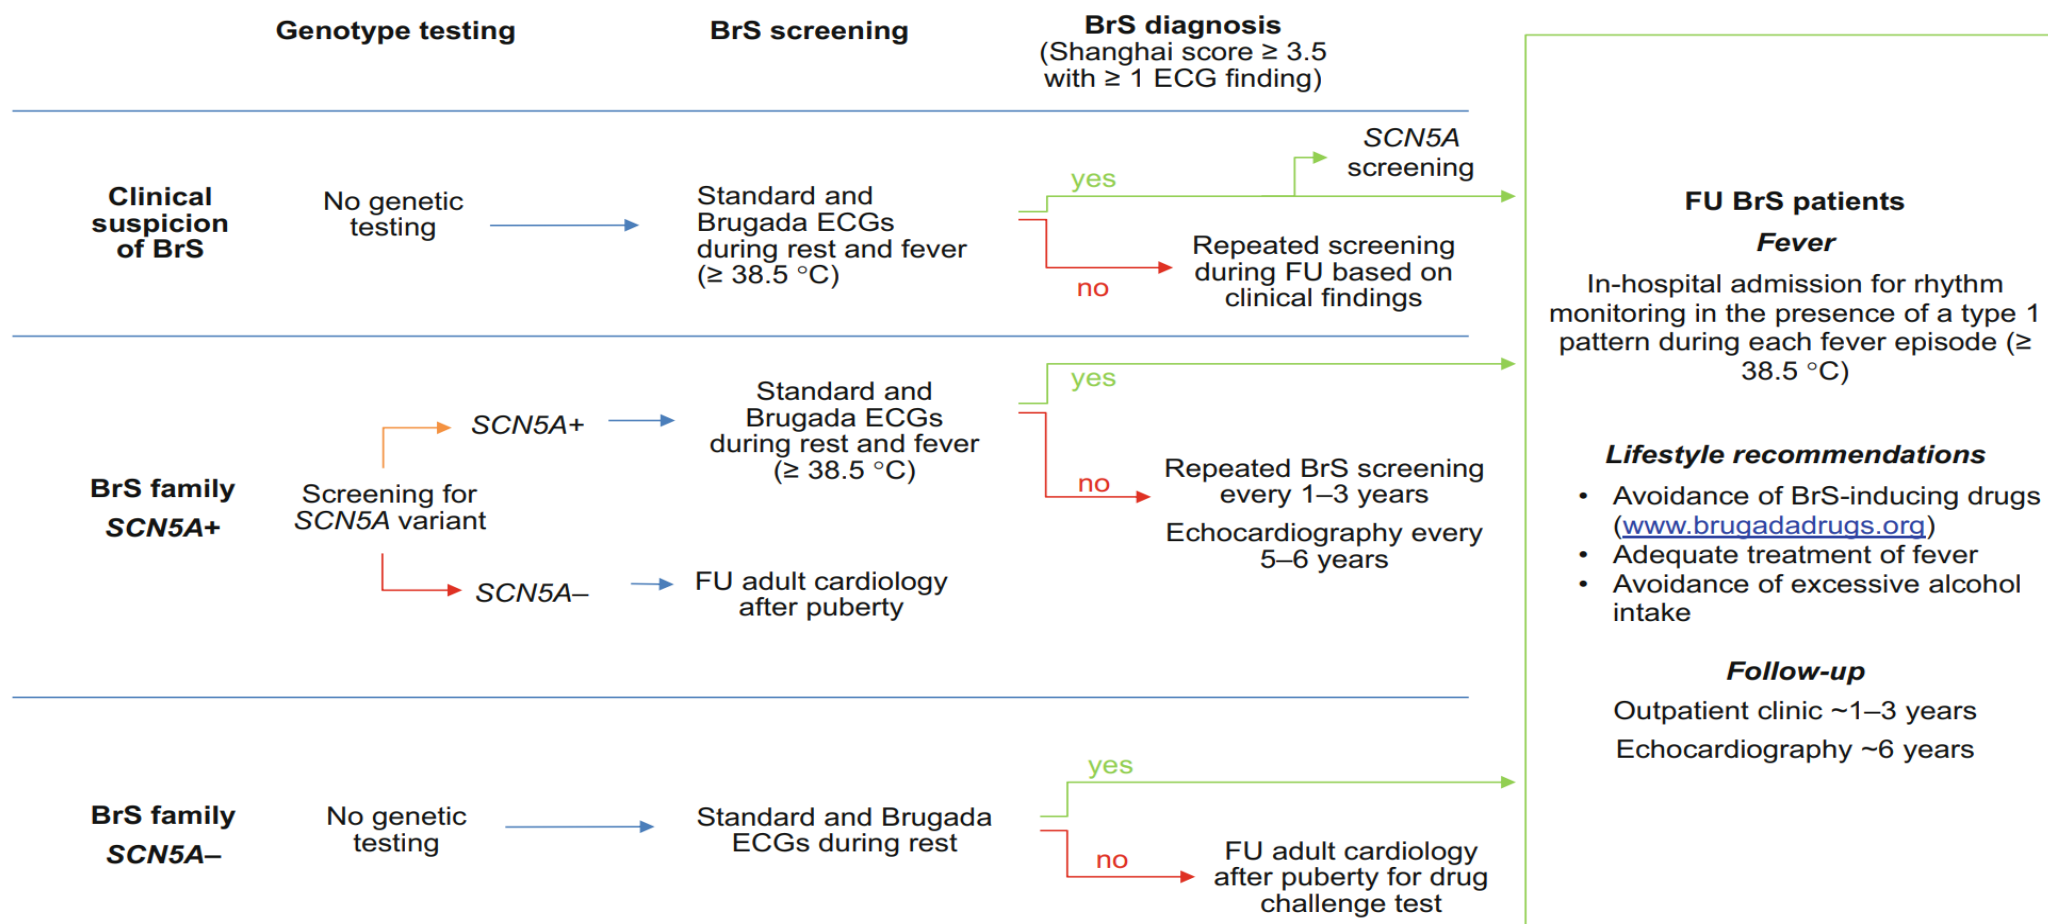 Genotype testing
BrS screening
BrS diagnosis
(Shanghai score ≥ 3.5
with ≥ 1 ECG finding)
Clinical
suspicion
of BrS
No genetic
testing
Standard and
Brugada ECGs
during rest and fever
(≥ 38.5 °C)
yes
SCN5A
screening
no
Repeated screening
during FU based on
clinical findings
BrS family
SCN5A+
Screening for
SCN5A variant
SCN5A+
Standard and
Brugada ECGs
during rest and fever
(≥ 38.5 °C)
yes
no
Repeated BrS screening
every 1–3 years
Echocardiography every
5–6 years
SCN5A–
FU adult cardiology
after puberty
BrS family
SCN5A–
No genetic
testing
Standard and Brugada
ECGs during rest
yes
no
FU adult cardiology
after puberty for drug
challenge test
FU BrS patients
Fever
In-hospital admission for rhythm
monitoring in the presence of a type 1
pattern during each fever episode (≥
38.5 °C)
Lifestyle recommendations
• Avoidance of BrS-inducing drugs
(www.brugadadrugs.org)
• Adequate treatment of fever
• Avoidance of excessive alcohol
intake
Follow-up
Outpatient clinic ~1–3 years
Echocardiography ~6 years